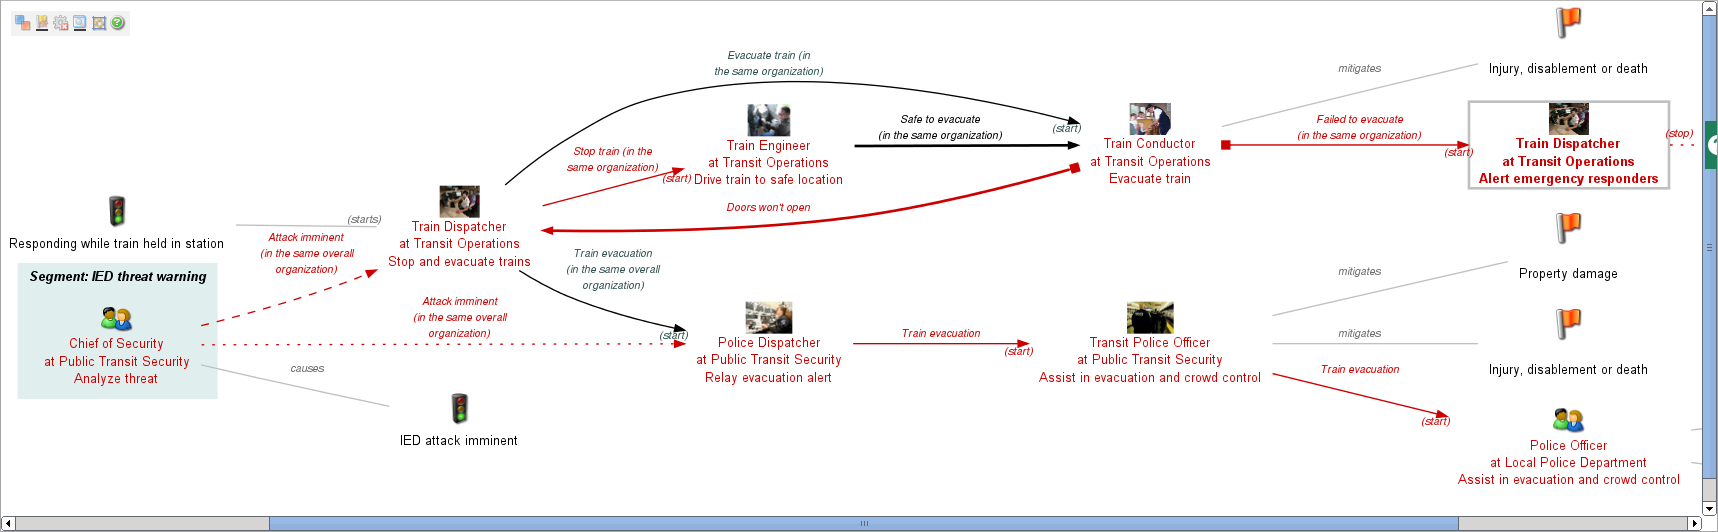 Evacuate train (in
the same organization)
(start)
mitigates
Injury, disablement or death
Safe to evacuate
(in the same organization)
Train Engineer
at Transit Operations
Drive train to safe location
Stop train (in the
same organization)
(start)
Train Conductor
at Transit Operations
Evacuate train
Failed to evacuate
(in the same organization)
(start)
Train Dispatcher
at Transit Operations
Alert emergency responders
(stop)
Doors won't open
Responding while train held in station
(starts)
Train Dispatcher
at Transit Operations
Stop and evacuate trains
Attack imminent
(in the same overall
organization)
Segment: IED threat warning
Chief of Security
at Public Transit Security
Analyze threat
causes
IED attack imminent
Train evacuation
(in the same overall
organization)
Attack imminent
(in the same overall
organization)
(start)
Police Dispatcher
at Public Transit Security
Relay evacuation alert
Train evacuation
(start)
Transit Police Officer
at Public Transit Security
Assist in evacuation and crowd control
mitigates
Property damage
mitigates
Injury, disablement or death
Train evacuation
(start)
Police Officer
at Local Police Department
Assist in evacuation and crowd control